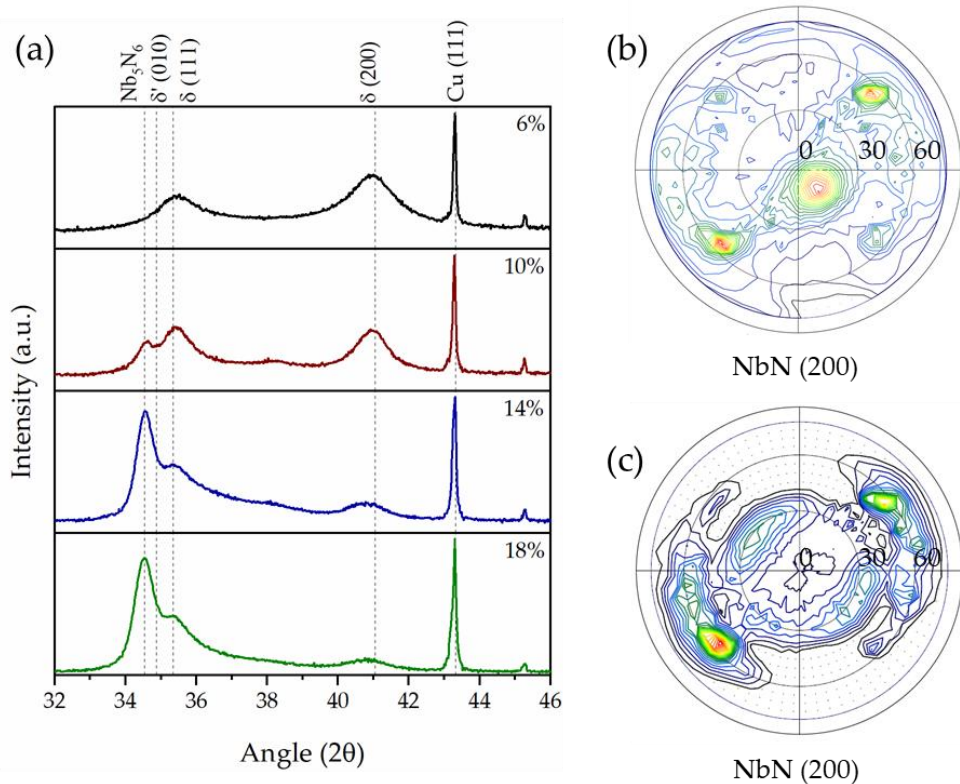 (a)
Nb₅N₆
δ' (010)
δ (111)
δ (200)
Cu (111)
6%
10%
14%
18%
Intensity (a.u.)
32 34 36 38 40 42 44 46
Angle (2θ)
(b)
0 30 60
NbN (200)
(c)
0 30 60
NbN (200)